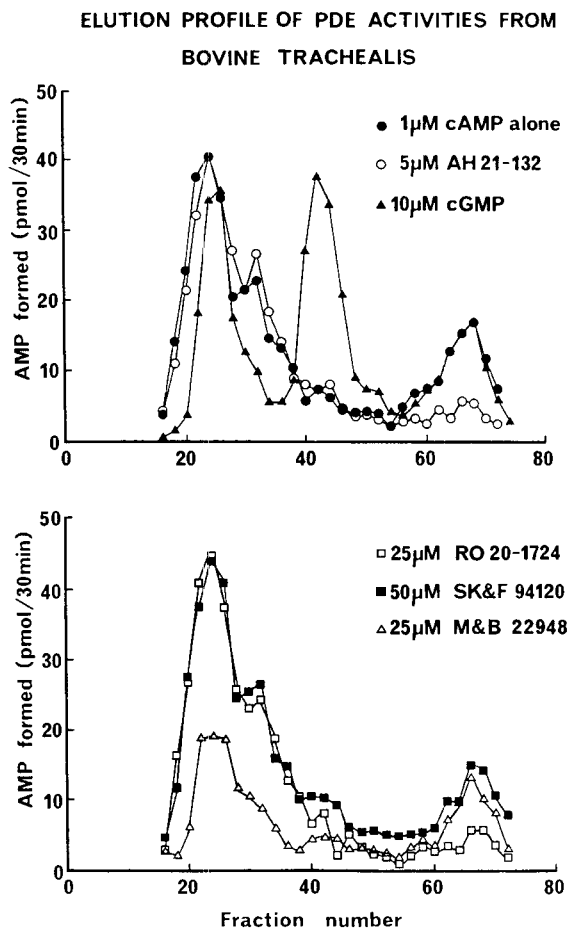 ELUTION PROFILE OF PDE ACTIVITIES FROM
BOVINE TRACHEALIS
AMP formed (pmol/30min)
50
40
30
20
10
0
1µM cAMP alone
5µM AH 21-132
10µM cGMP
0 20 40 60 80
AMP formed (pmol/30min)
50
40
30
20
10
0
25µM RO 20-1724
50µM SK&F 94120
25µM M&B 22948
0 20 40 60 80
Fraction number